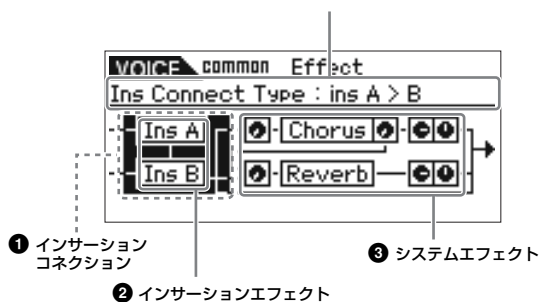 VOICE common Effect
Ins Connect Type : ins A > B
Ins A Chorus
Ins B Reverb
❶ インサーション
コネクション
❸ システムエフェクト
❷ インサーションエフェクト